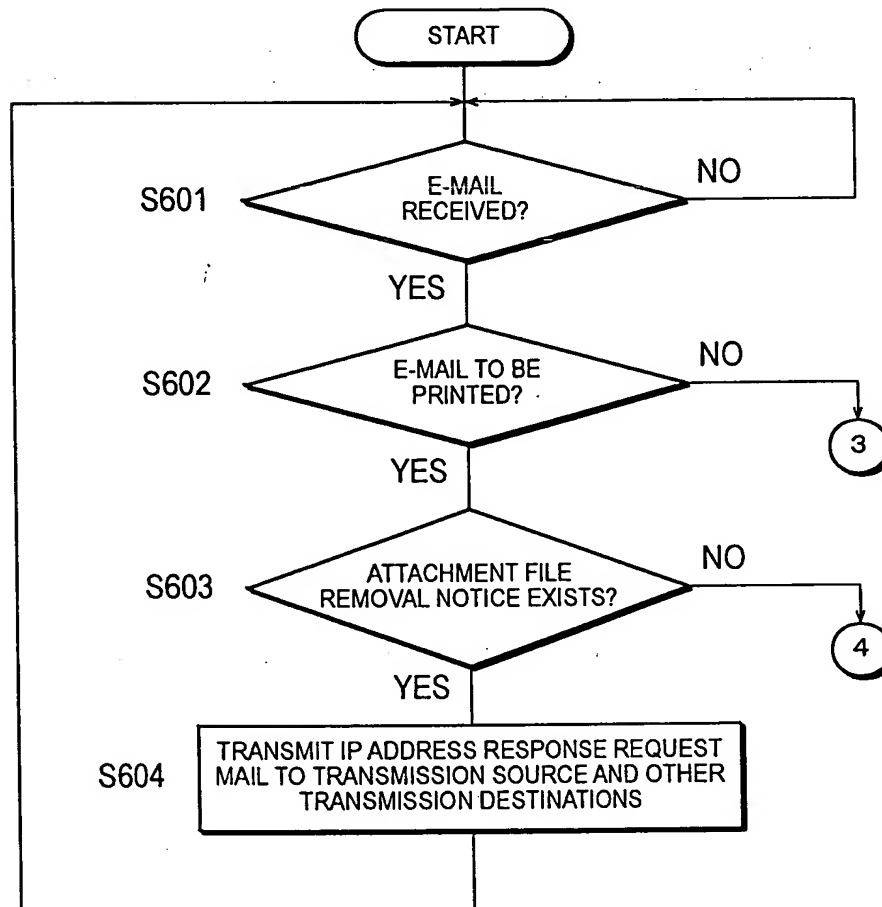 START
S601
E-MAIL
RECEIVED?
NO
YES
S602
E-MAIL TO BE
PRINTED?
NO
3
YES
S603
ATTACHMENT FILE
REMOVAL NOTICE EXISTS?
NO
4
YES
S604
TRANSMIT IP ADDRESS RESPONSE REQUEST
MAIL TO TRANSMISSION SOURCE AND OTHER
TRANSMISSION DESTINATIONS